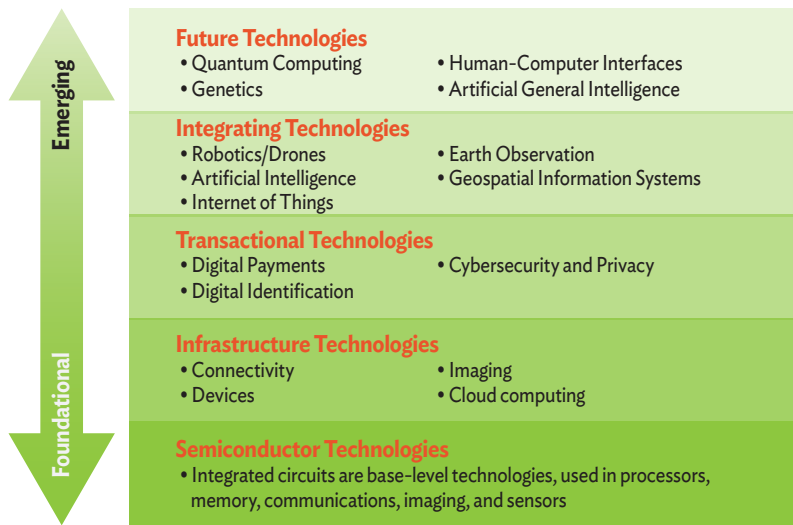 Emerging
Foundational
Future Technologies
• Quantum Computing
• Genetics
• Human-Computer Interfaces
• Artificial General Intelligence
Integrating Technologies
• Robotics/Drones
• Artificial Intelligence
• Internet of Things
• Earth Observation
• Geospatial Information Systems
Transactional Technologies
• Digital Payments
• Digital Identification
• Cybersecurity and Privacy
Infrastructure Technologies
• Connectivity
• Devices
• Imaging
• Cloud computing
Semiconductor Technologies
• Integrated circuits are base-level technologies, used in processors,
memory, communications, imaging, and sensors